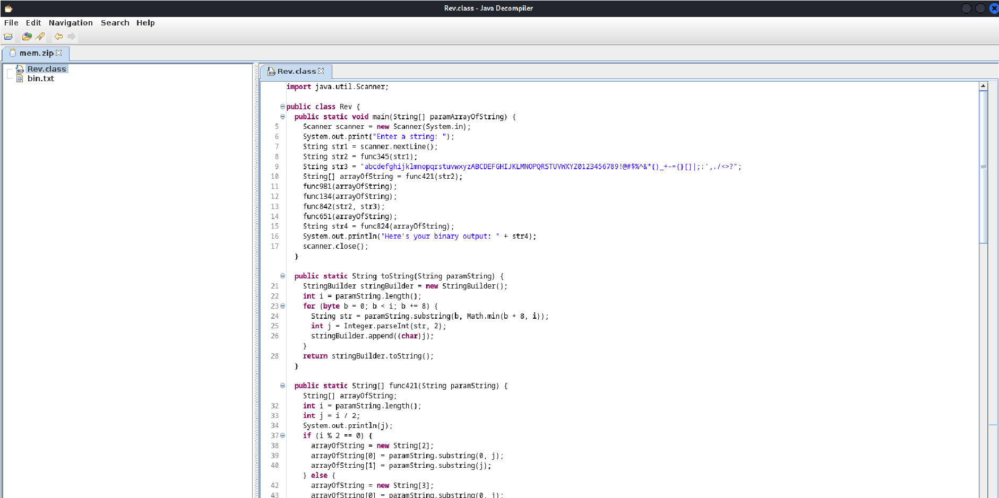 Rev.class - Java Decompiler
File Edit Navigation Search Help
mem.zip
Rev.class
bin.txt
Rev.class
import java.util.Scanner;
public class Rev {
public static void main(String[] paramArrayOfString) {
5 Scanner scanner = new Scanner(System.in);
6 System.out.print("Enter a string: ");
7 String str1 = scanner.nextLine();
8 String str2 = func345(str1);
9 String str3 = "abcdefghijklmnopqrstuvwxyzABCDEFGHIJKLMNOPQRSTUVWXYZ0123456789!@#$%^&*()_+-={}[]|;:',./<>?";
10 String[] arrayOfString = func421(str2);
11 func981(arrayOfString);
12 func134(arrayOfString);
13 func842(str2, str3);
14 func651(arrayOfString);
15 String str4 = func824(arrayOfString);
16 System.out.println("Here's your binary output: " + str4);
17 scanner.close();
}
public static String toString(String paramString) {
21 StringBuilder stringBuilder = new StringBuilder();
22 int i = paramString.length();
23 for (byte b = 0; b < i; b += 8) {
24 String str = paramString.substring(b, Math.min(b + 8, i));
25 int j = Integer.parseInt(str, 2);
26 stringBuilder.append((char)j);
}
28 return stringBuilder.toString();
}
public static String[] func421(String paramString) {
String[] arrayOfString;
32 int i = paramString.length();
33 int j = i / 2;
34 System.out.println(j);
37 if (i % 2 == 0) {
38 arrayOfString = new String[2];
39 arrayOfString[0] = paramString.substring(0, j);
40 arrayOfString[1] = paramString.substring(j);
} else {
42 arrayOfString = new String[3];
43 arrayOfString[0] = paramString.substring(0, j);